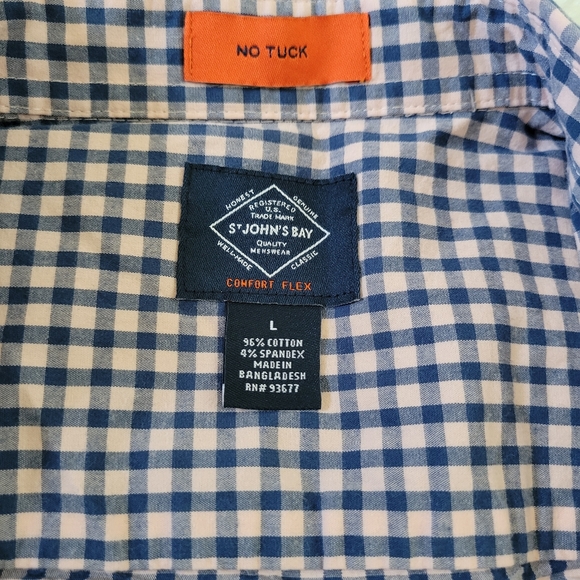 NO TUCK
HONEST GENUINE
REGISTERED
U.S.
TRADE MARK
ST JOHN'S BAY
QUALITY
MENSWEAR
WELL-MADE CLASSIC
COMFORT FLEX
L
96% COTTON
4% SPANDEX
MADE IN
BANGLADESH
RN# 93677